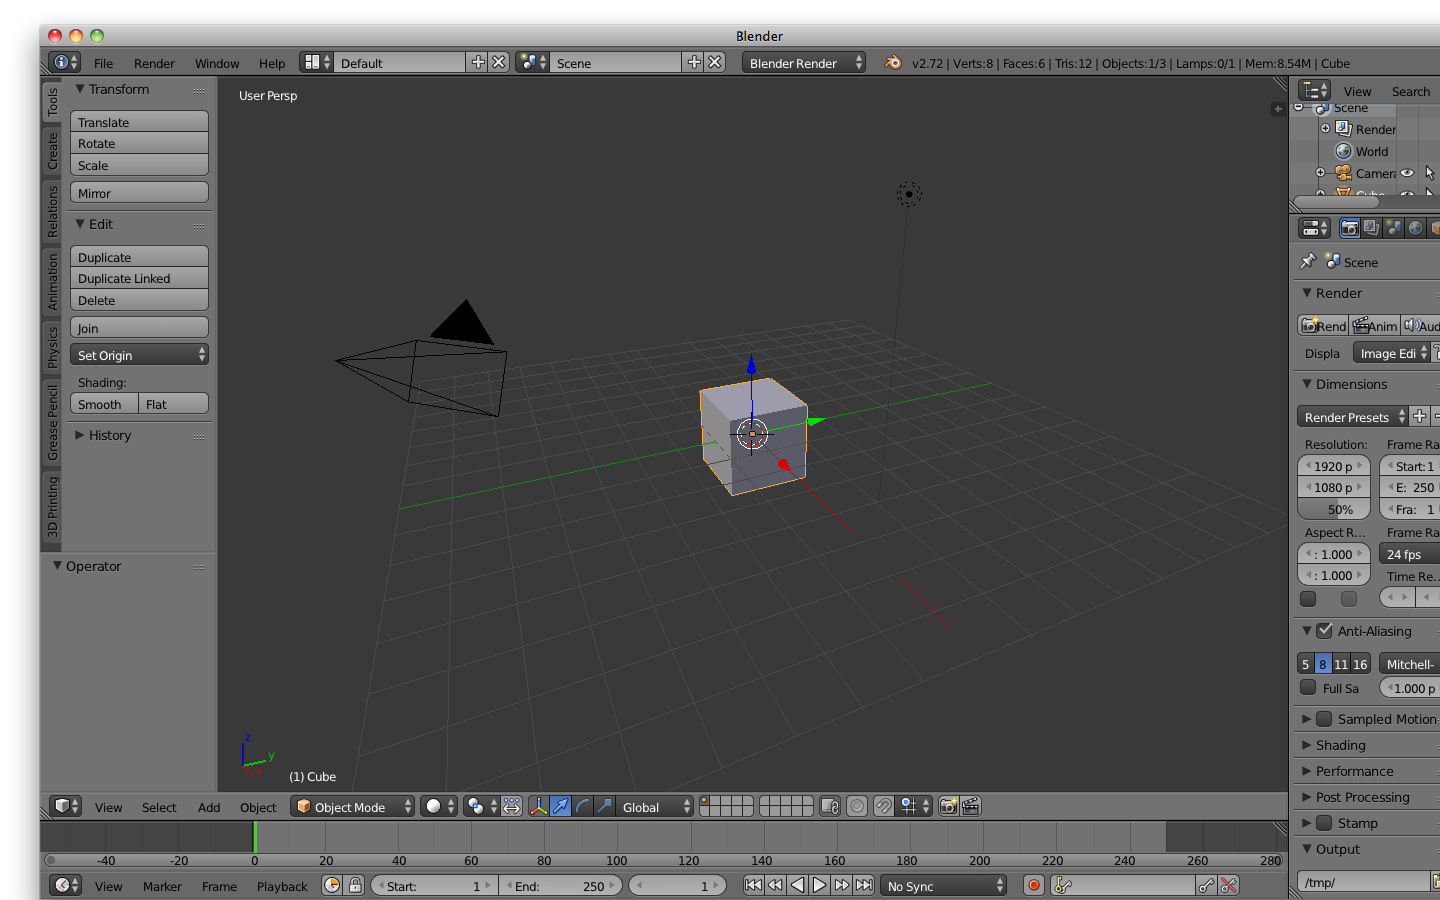 Blender
File Render Window Help Default Scene Blender Render v2.72 | Verts:8 | Faces:6 | Tris:12 | Objects:1/3 | Lamps:0/1 | Mem:8.54M | Cube
Tools
Create
Relations
Animation
Physics
Grease Pencil
3D Printing
Transform
Translate
Rotate
Scale
Mirror
Edit
Duplicate
Duplicate Linked
Delete
Join
Set Origin
Shading:
Smooth Flat
History
Operator
User Persp
z
y
x
(1) Cube
View Search
Scene
Render
World
Camera
Cube
Scene
Render
Rend Anim Aud
Displa Image Edi
Dimensions
Render Presets
Resolution: Frame Ra
1920 p Start: 1
1080 p E: 250
50% Fra: 1
Aspect R... Frame Ra
: 1.000 24 fps
: 1.000 Time Re..
Anti-Aliasing
5 8 11 16 Mitchell-
Full Sa 1.000 p
Sampled Motion
Shading
Performance
Post Processing
Stamp
Output
/tmp/
View Select Add Object Object Mode Global
-40 -20 0 20 40 60 80 100 120 140 160 180 200 220 240 260 280
View Marker Frame Playback Start: 1 End: 250 1 No Sync